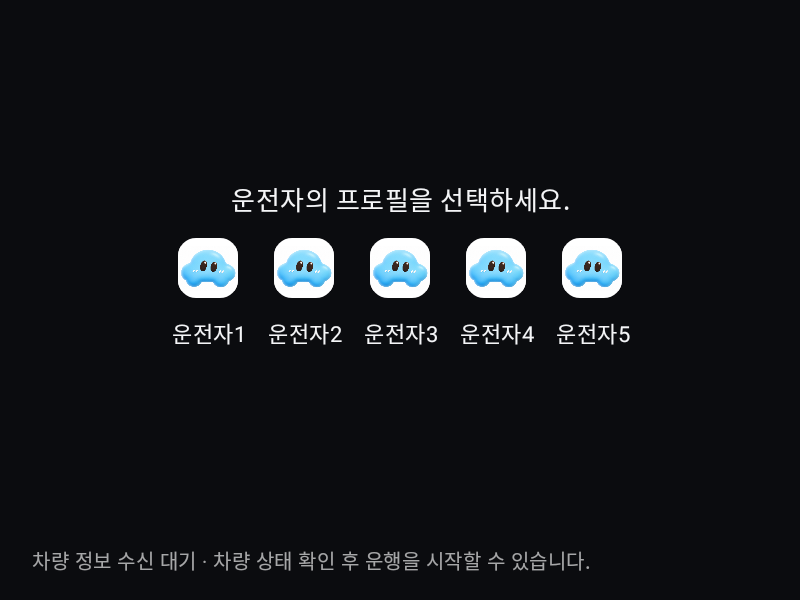 운전자의 프로필을 선택하세요.
운전자1 운전자2 운전자3 운전자4 운전자5
차량 정보 수신 대기 · 차량 상태 확인 후 운행을 시작할 수 있습니다.